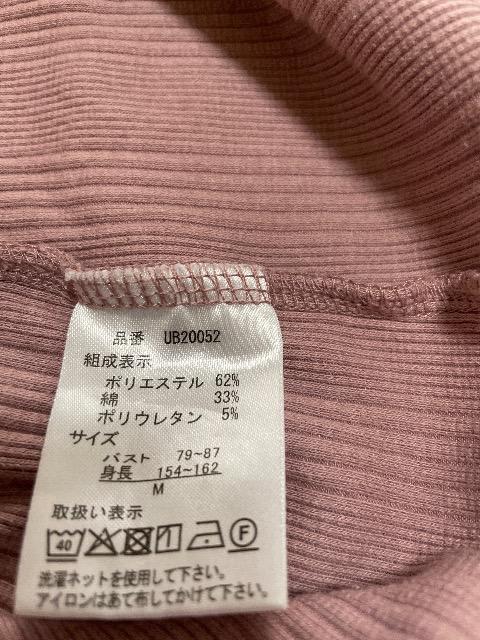 品番 UB20052
組成表示
ポリエステル 62%
綿 33%
ポリウレタン 5%
サイズ
バスト 79~87
身長 154~162
M
取扱い表示
40 F
洗濯ネットを使用して下さい。
アイロンはあて布してかけて下さい。